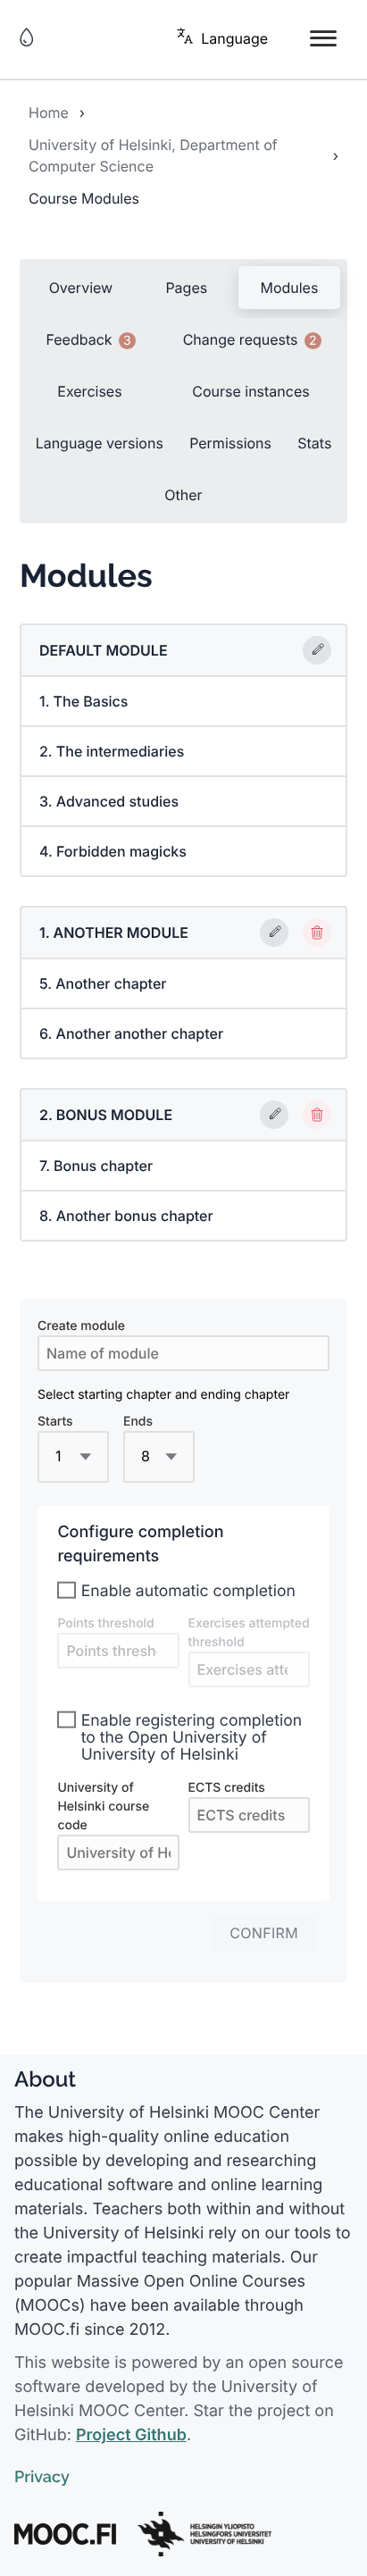 Language
Home ›
University of Helsinki, Department of
Computer Science ›
Course Modules
Overview Pages Modules
Feedback 3 Change requests 2
Exercises Course instances
Language versions Permissions Stats
Other
Modules
DEFAULT MODULE
1. The Basics
2. The intermediaries
3. Advanced studies
4. Forbidden magicks
1. ANOTHER MODULE
5. Another chapter
6. Another another chapter
2. BONUS MODULE
7. Bonus chapter
8. Another bonus chapter
Create module
Name of module
Select starting chapter and ending chapter
Starts Ends
1 8
Configure completion
requirements
Enable automatic completion
Points threshold
Points thresh
Exercises attempted
threshold
Exercises atte
Enable registering completion
to the Open University of
University of Helsinki
University of
Helsinki course
code
University of He
ECTS credits
ECTS credits
CONFIRM
About
The University of Helsinki MOOC Center
makes high-quality online education
possible by developing and researching
educational software and online learning
materials. Teachers both within and without
the University of Helsinki rely on our tools to
create impactful teaching materials. Our
popular Massive Open Online Courses
(MOOCs) have been available through
MOOC.fi since 2012.
This website is powered by an open source
software developed by the University of
Helsinki MOOC Center. Star the project on
GitHub: Project Github.
Privacy
MOOC.FI
HELSINGIN YLIOPISTO
HELSINGFORS UNIVERSITET
UNIVERSITY OF HELSINKI